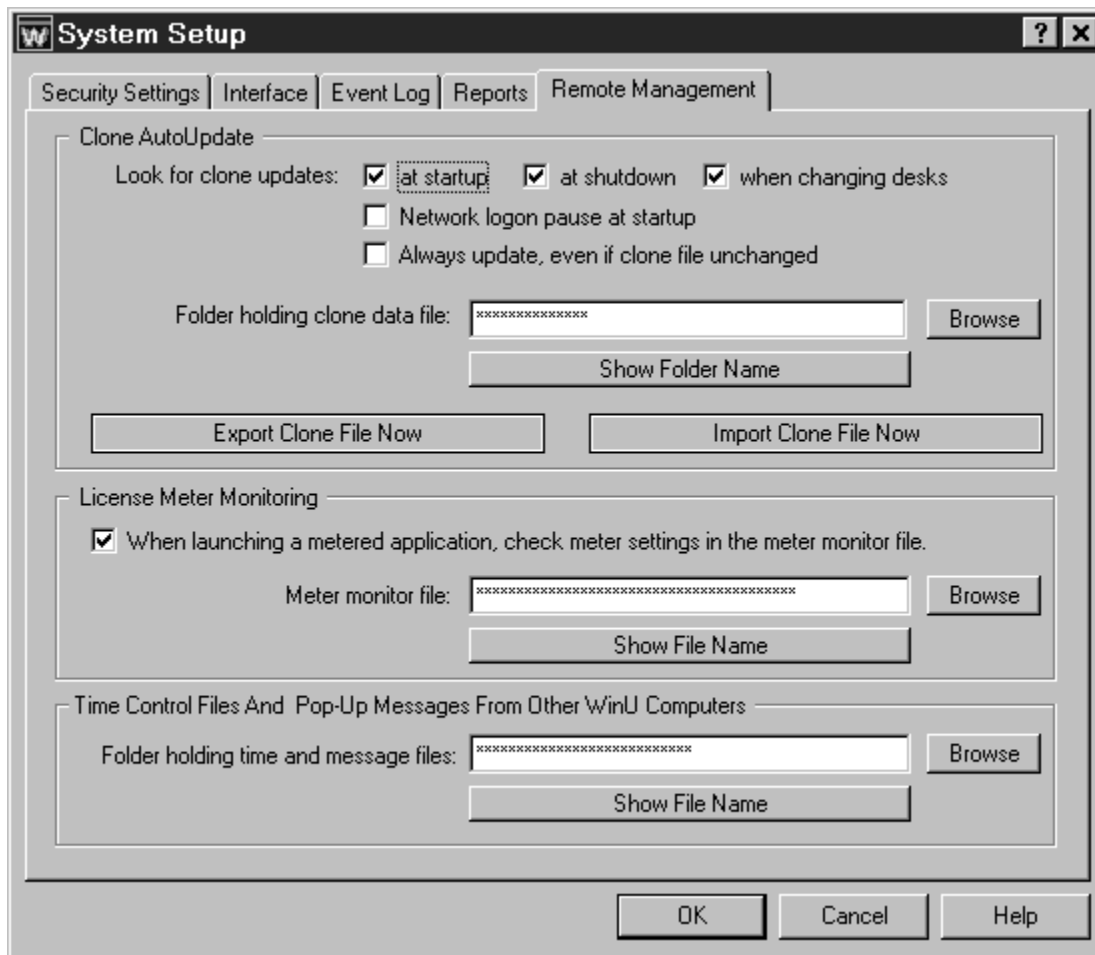 System Setup
Security Settings Interface Event Log Reports Remote Management
Clone AutoUpdate
Look for clone updates: at startup at shutdown when changing desks
Network logon pause at startup
Always update, even if clone file unchanged
Folder holding clone data file: ************** Browse
Show Folder Name
Export Clone File Now Import Clone File Now
License Meter Monitoring
When launching a metered application, check meter settings in the meter monitor file.
Meter monitor file: **************************************** Browse
Show File Name
Time Control Files And  Pop-Up Messages From Other WinU Computers
Folder holding time and message files: *************************** Browse
Show File Name
OK Cancel Help